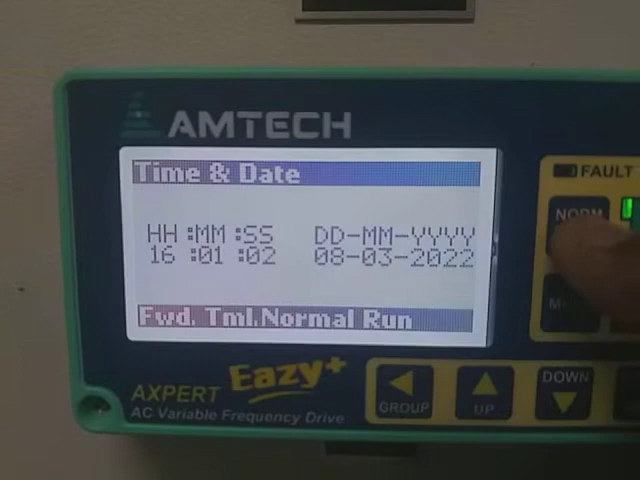 AMTECH
Time & Date
HH :MM :SS DD-MM-YYYY
16 :01 :02 08-03-2022
Fwd. Tml.Normal Run
FAULT
AXPERT Eazy+
AC Variable Frequency Drive
GROUP
UP
DOWN